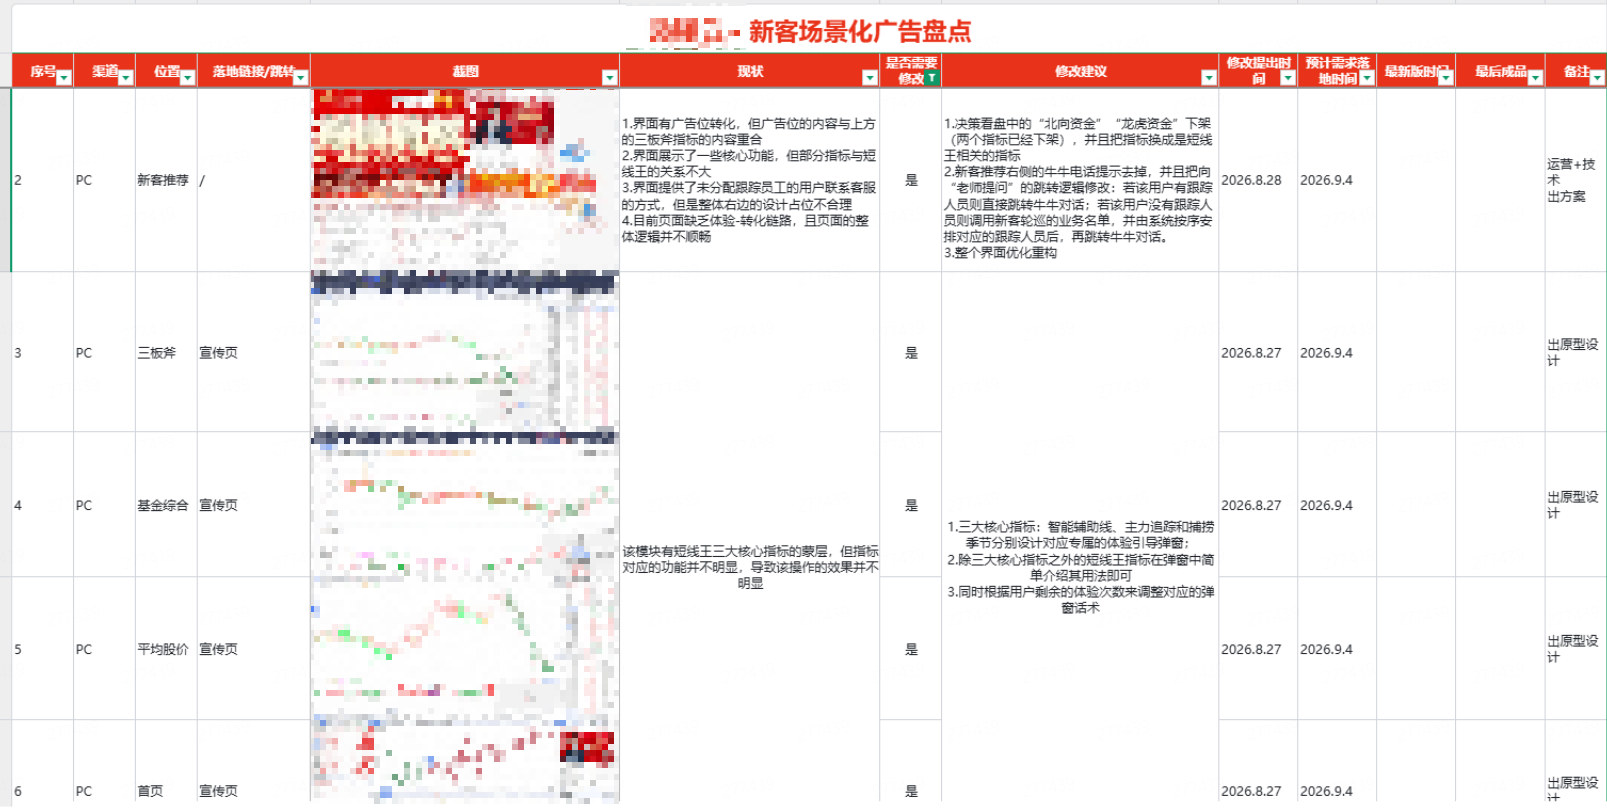 - 新客场景化广告盘点
序号 渠道 位置 落地链接/跳转 截图 现状 是否需要修改 修改建议 修改提出时间 预计需求落地时间 最新版时间 最后成品 备注
2 PC 新客推荐 /
1.界面有广告位转化，但广告位的内容与上方
的三板斧指标的内容重合
2.界面展示了一些核心功能，但部分指标与短
线王的关系不大
3.界面提供了未分配跟踪员工的用户联系客服
的方式，但是整体右边的设计占位不合理
4.目前页面缺乏体验-转化链路，且页面的整
体逻辑并不顺畅
是
1.决策看盘中的“北向资金”“龙虎资金”下架
（两个指标已经下架），并且把指标换成是短线
王相关的指标
2.新客推荐右侧的牛牛电话提示去掉，并且把向
“老师提问”的跳转逻辑修改：若该用户有跟踪
人员则直接跳转牛牛对话；若该用户没有跟踪人
员则调用新客轮巡的业务名单，并由系统按序安
排对应的跟踪人员后，再跳转牛牛对话。
3.整个界面优化重构
2026.8.28 2026.9.4
运营+技
术
出方案
3 PC 三板斧 宣传页 是 2026.8.27 2026.9.4
出原型设
计
4 PC 基金综合 宣传页 是 2026.8.27 2026.9.4
出原型设
计
该模块有短线王三大核心指标的蒙层，但指标
对应的功能并不明显，导致该操作的效果并不
明显
1.三大核心指标：智能辅助线、主力追踪和捕捞
季节分别设计对应专属的体验引导弹窗；
2.除三大核心指标之外的短线王指标在弹窗中简
单介绍其用法即可
3.同时根据用户剩余的体验次数来调整对应的弹
窗话术
5 PC 平均股价 宣传页 是 2026.8.27 2026.9.4
出原型设
计
6 PC 首页 宣传页 是 2026.8.27 2026.9.4
出原型设
计